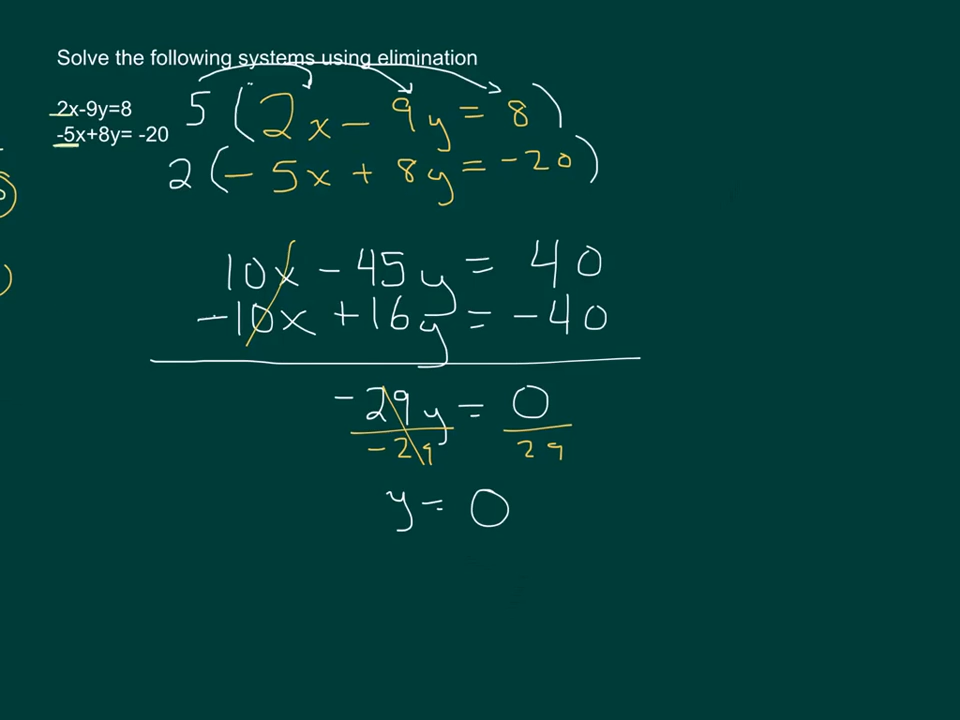 Solve the following systems using elimination
2x-9y=8
-5x+8y= -20
5(2x - 9y = 8)
2(-5x + 8y = -20)
10x - 45y = 40
-10x + 16y = -40
-29y = 0
-29 29
y = 0